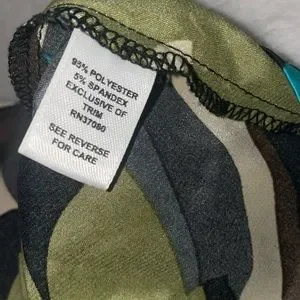 95% POLYESTER
5% SPANDEX
EXCLUSIVE OF
TRIM
RN37080
SEE REVERSE
FOR CARE